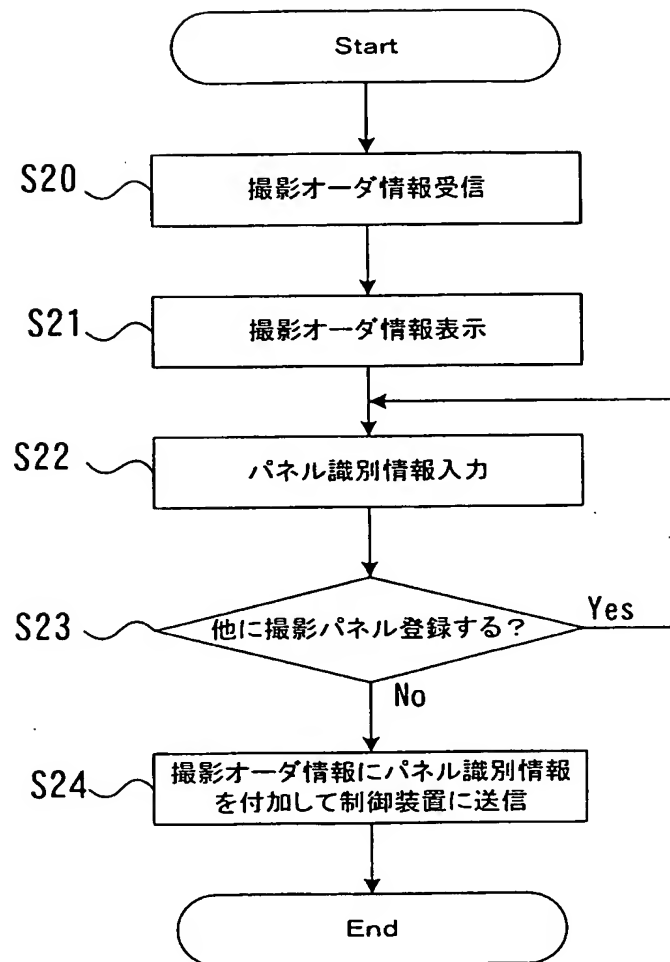 Start
S20
撮影オーダ情報受信
S21
撮影オーダ情報表示
S22
パネル識別情報入力
S23
他に撮影パネル登録する？
Yes
No
S24
撮影オーダ情報にパネル識別情報
を付加して制御装置に送信
End